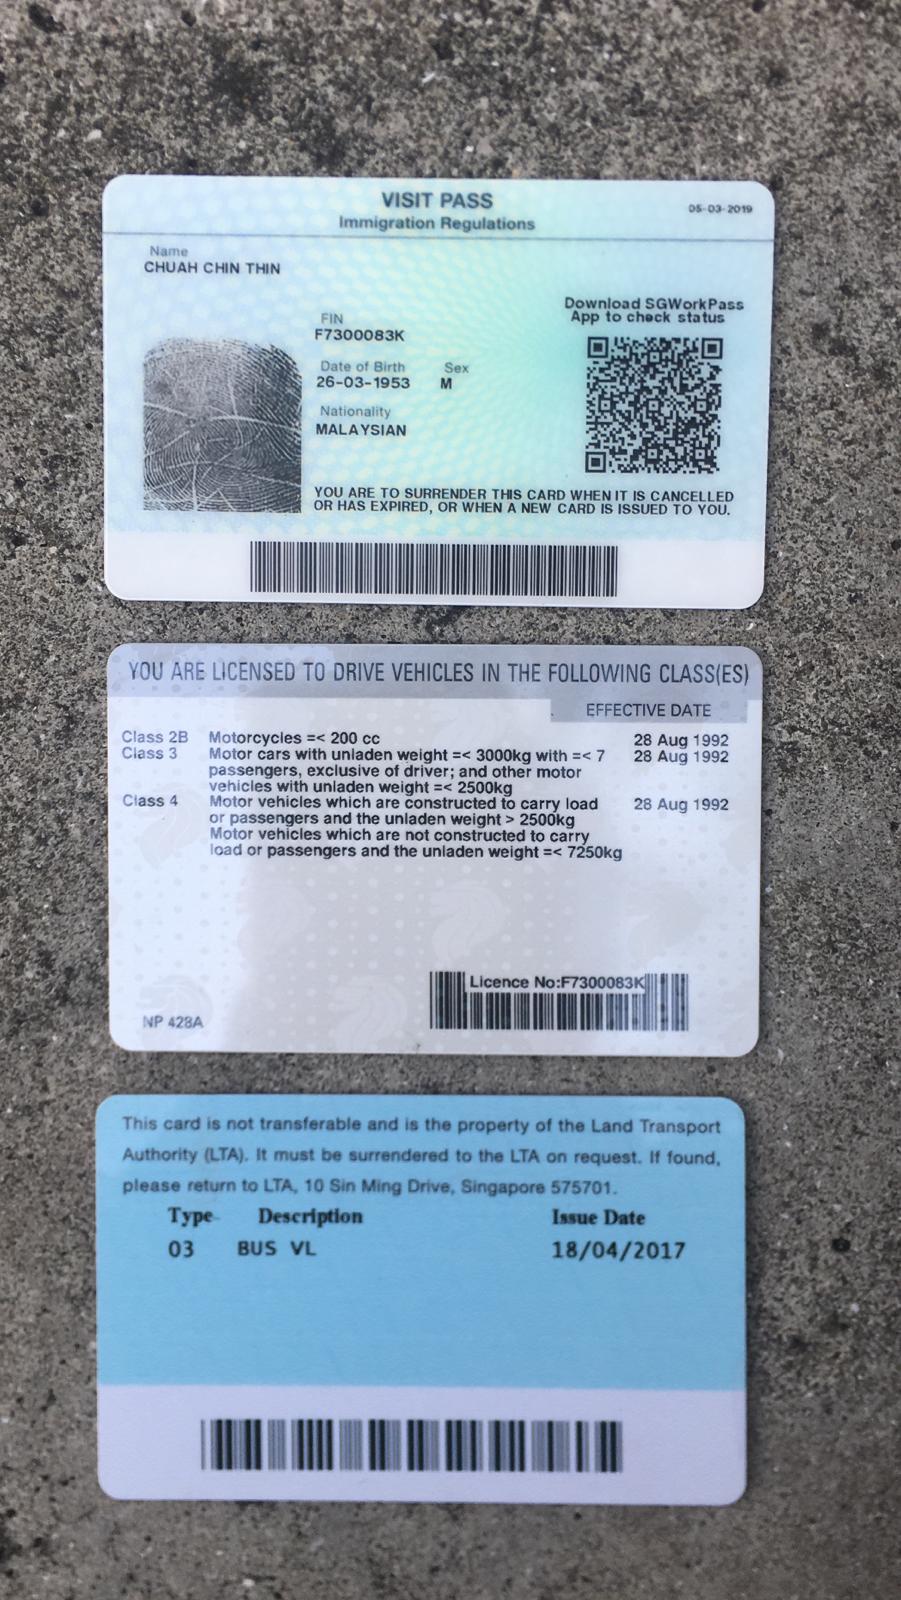 VISIT PASS
Immigration Regulations
05-03-2019
Name
CHUAH CHIN THIN
Download SGWorkPass
App to check status
FIN
F7300083K
Date of Birth Sex
26-03-1953 M
Nationality
MALAYSIAN
YOU ARE TO SURRENDER THIS CARD WHEN IT IS CANCELLED
OR HAS EXPIRED, OR WHEN A NEW CARD IS ISSUED TO YOU.
YOU ARE LICENSED TO DRIVE VEHICLES IN THE FOLLOWING CLASS(ES)
EFFECTIVE DATE
Class 2B Motorcycles =< 200 cc 28 Aug 1992
Class 3 Motor cars with unladen weight =< 3000kg with =< 7 28 Aug 1992
passengers, exclusive of driver; and other motor
vehicles with unladen weight =< 2500kg
Class 4 Motor vehicles which are constructed to carry load 28 Aug 1992
or passengers and the unladen weight > 2500kg
Motor vehicles which are not constructed to carry
load or passengers and the unladen weight =< 7250kg
Licence No:F7300083K
NP 428A
This card is not transferable and is the property of the Land Transport
Authority (LTA). It must be surrendered to the LTA on request. If found,
please return to LTA, 10 Sin Ming Drive, Singapore 575701.
Type Description Issue Date
03 BUS VL 18/04/2017